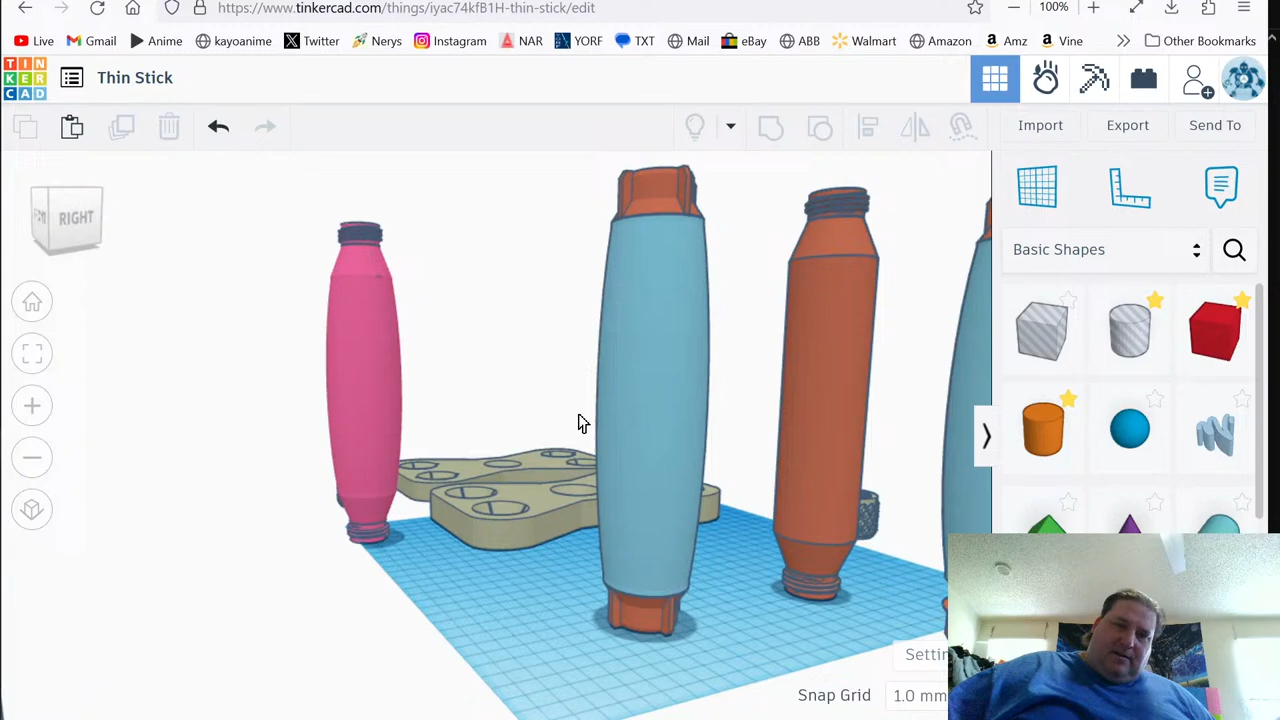 https://www.tinkercad.com/things/iyac74kfB1H-thin-stick/edit
100%
Live
Gmail
Anime
kayoanime
Twitter
Nerys
Instagram
NAR
YORF
TXT
Mail
eBay
ABB
Walmart
Amazon
Amz
Vine
Other Bookmarks
TIN
KER
CAD
Thin Stick
Import
Export
Send To
RIGHT
Basic Shapes
Settin
Snap Grid
1.0 mm